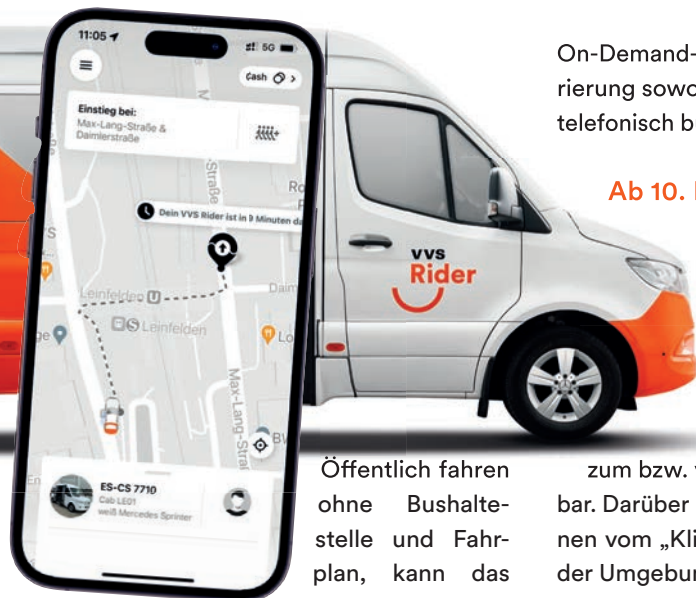 11:05
5G
Cash
Einstieg bei:
Max-Lang-Straße &
Daimlerstraße
-Straße
Dein VVS Rider ist in 9 Minuten da
Leinfelden U
S Leinfelden
Max-Lang-Straß
ES-CS 7710
Cab LE01
weiß Mercedes Sprinter
VVS
Rider
On-Demand-
rierung sowo
telefonisch b
Ab 10.
Öffentlich fahren
ohne Bushalte-
stelle und Fahr-
plan, kann das
zum bzw.
bar. Darüber
nen vom „Kli
der Umgebu